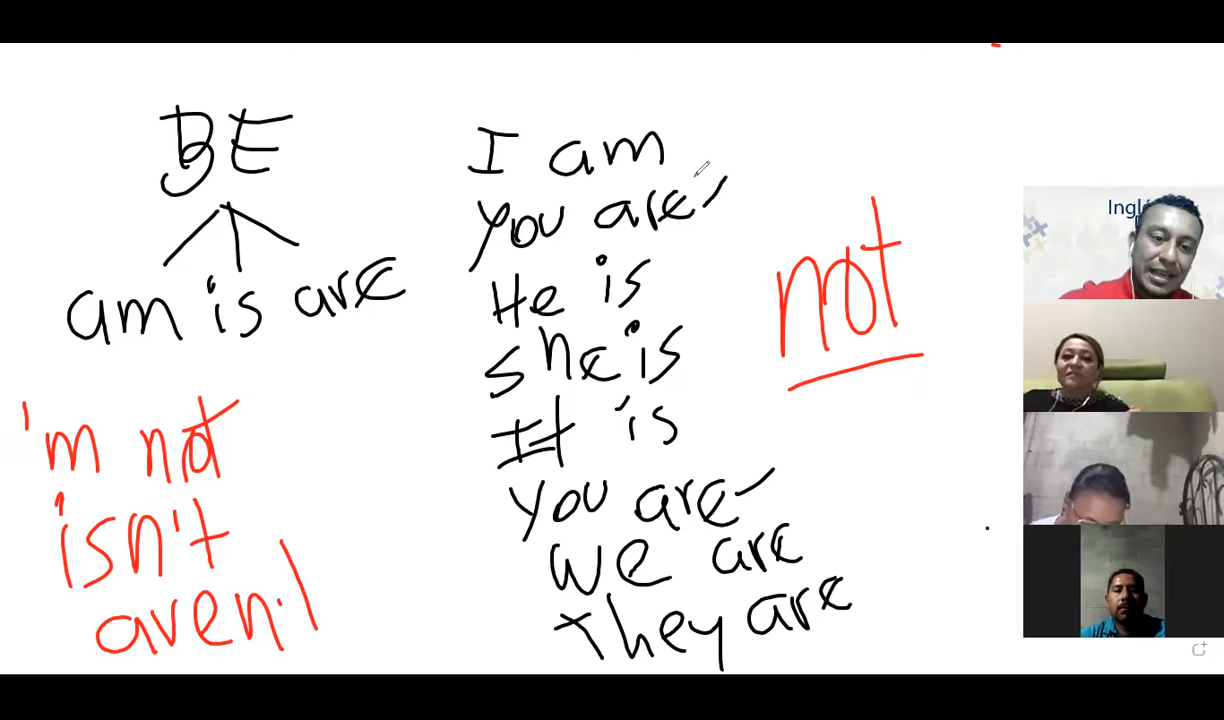 BE
am is are
I am
You are
He is
she is
It is
you are
we are
they are
not
'm not
isn't
aren't
Inglé